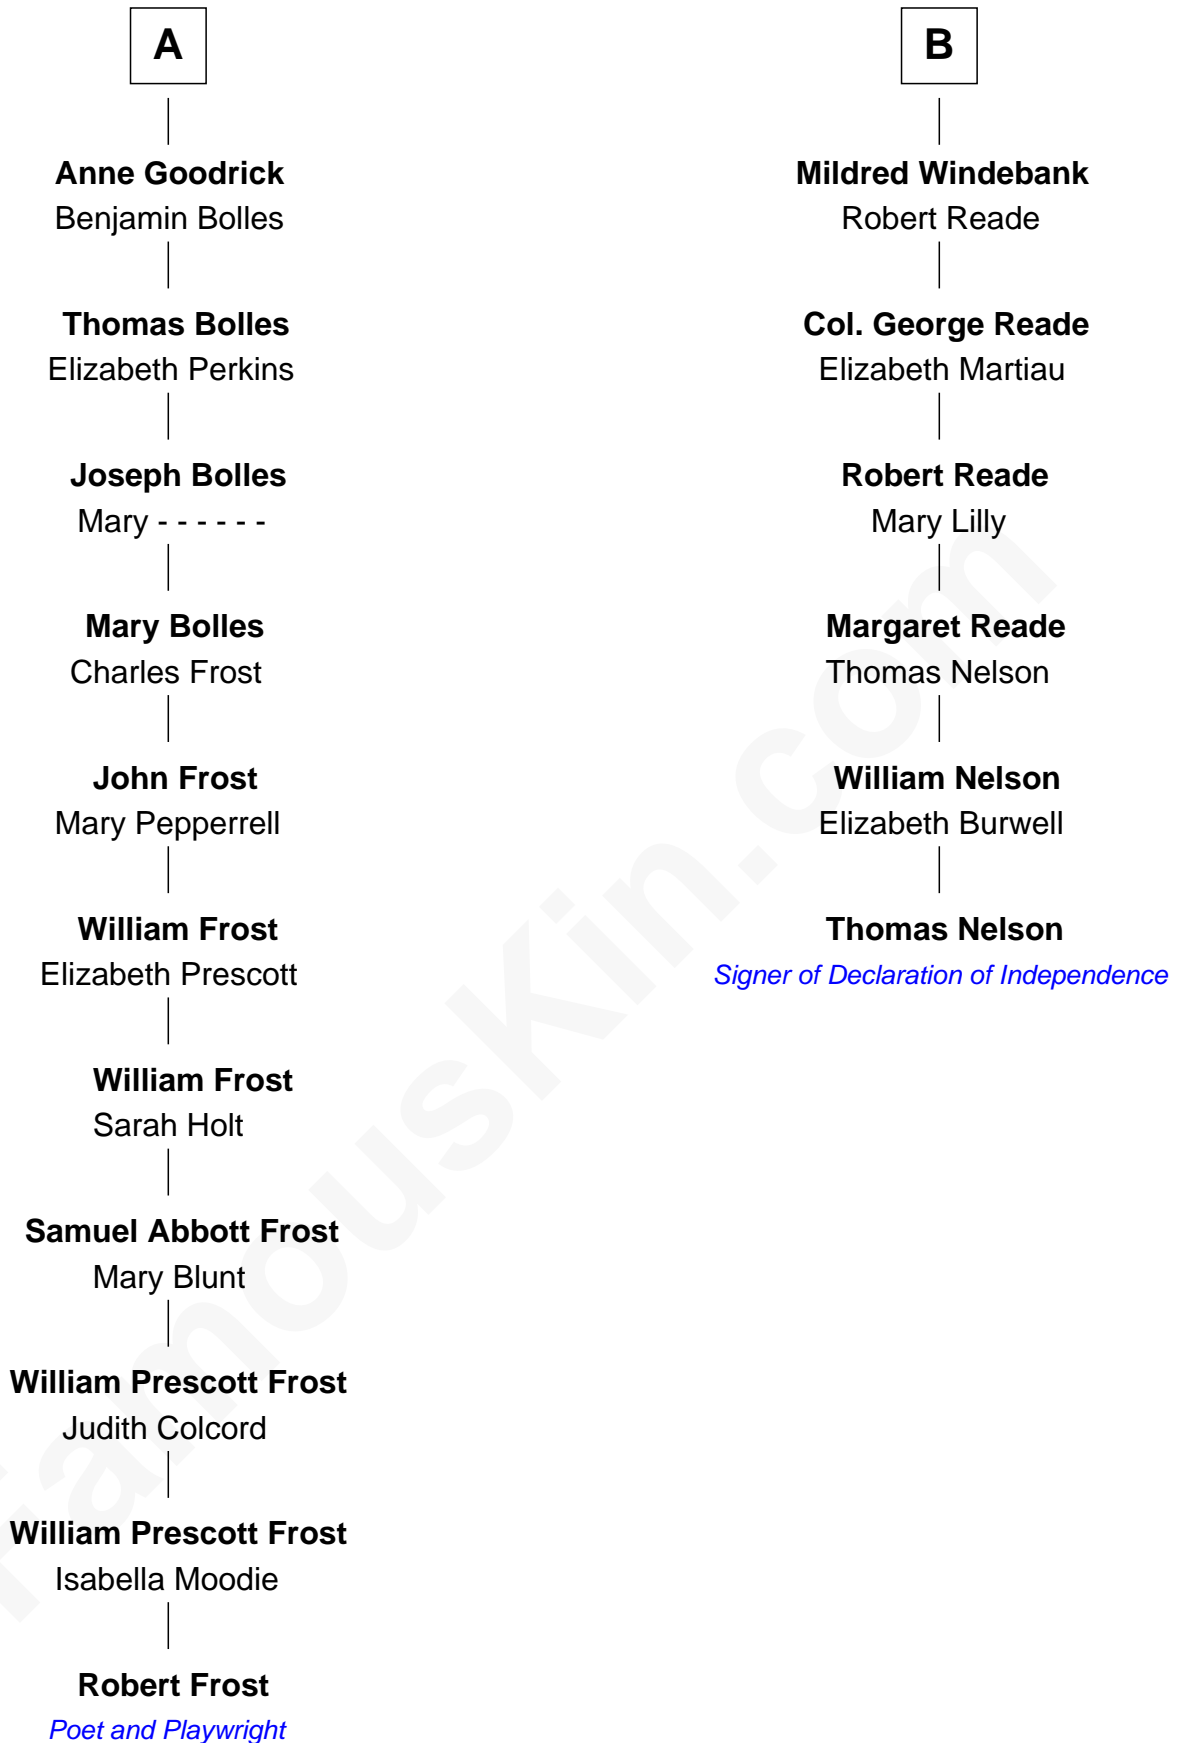 A
Anne Goodrick
Benjamin Bolles
Thomas Bolles
Elizabeth Perkins
Joseph Bolles
Mary - - - - - -
Mary Bolles
Charles Frost
John Frost
Mary Pepperrell
William Frost
Elizabeth Prescott
William Frost
Sarah Holt
Samuel Abbott Frost
Mary Blunt
William Prescott Frost
Judith Colcord
William Prescott Frost
Isabella Moodie
Robert Frost
Poet and Playwright
B
Mildred Windebank
Robert Reade
Col. George Reade
Elizabeth Martiau
Robert Reade
Mary Lilly
Margaret Reade
Thomas Nelson
William Nelson
Elizabeth Burwell
Thomas Nelson
Signer of Declaration of Independence
FamousKin.com